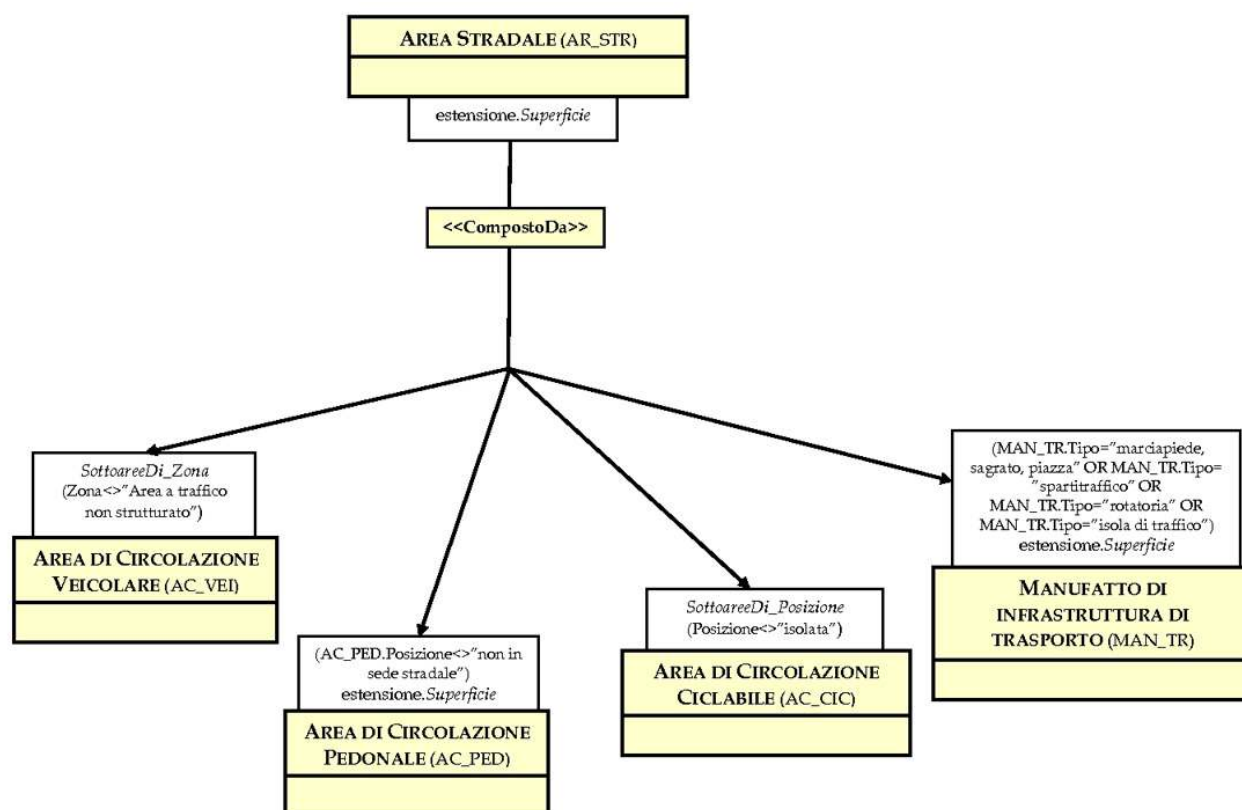 AREA STRADALE (AR_STR)
estensione.Superficie
<<CompostoDa>>
SottoareeDi_Zona
(Zona<>"Area a traffico
non strutturato")
AREA DI CIRCOLAZIONE
VEICOLARE (AC_VEI)
(AC_PED.Posizione<>"non in
sede stradale")
estensione.Superficie
AREA DI CIRCOLAZIONE
PEDONALE (AC_PED)
SottoareeDi_Posizione
(Posizione<>"isolata")
AREA DI CIRCOLAZIONE
CICLABILE (AC_CIC)
(MAN_TR.Tipo="marciapiede,
sagrato, piazza" OR MAN_TR.Tipo=
"spartitraffico" OR
MAN_TR.Tipo="rotatoria" OR
MAN_TR.Tipo="isola di traffico")
estensione.Superficie
MANUFATTO DI
INFRASTRUTTURA DI
TRASPORTO (MAN_TR)